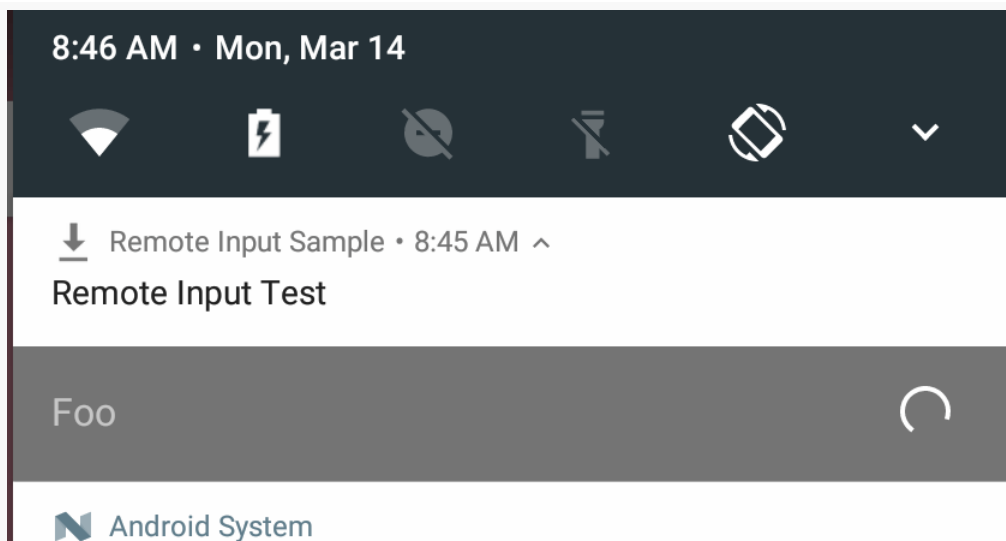 8:46 AM • Mon, Mar 14
Remote Input Sample • 8:45 AM
Remote Input Test
Foo
Android System